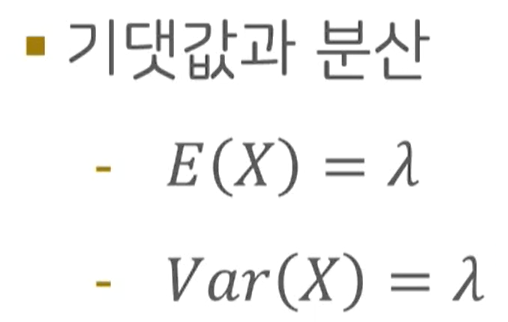 ▪ 기댓값과 분산
- E(X) = λ
- Var(X) = λ